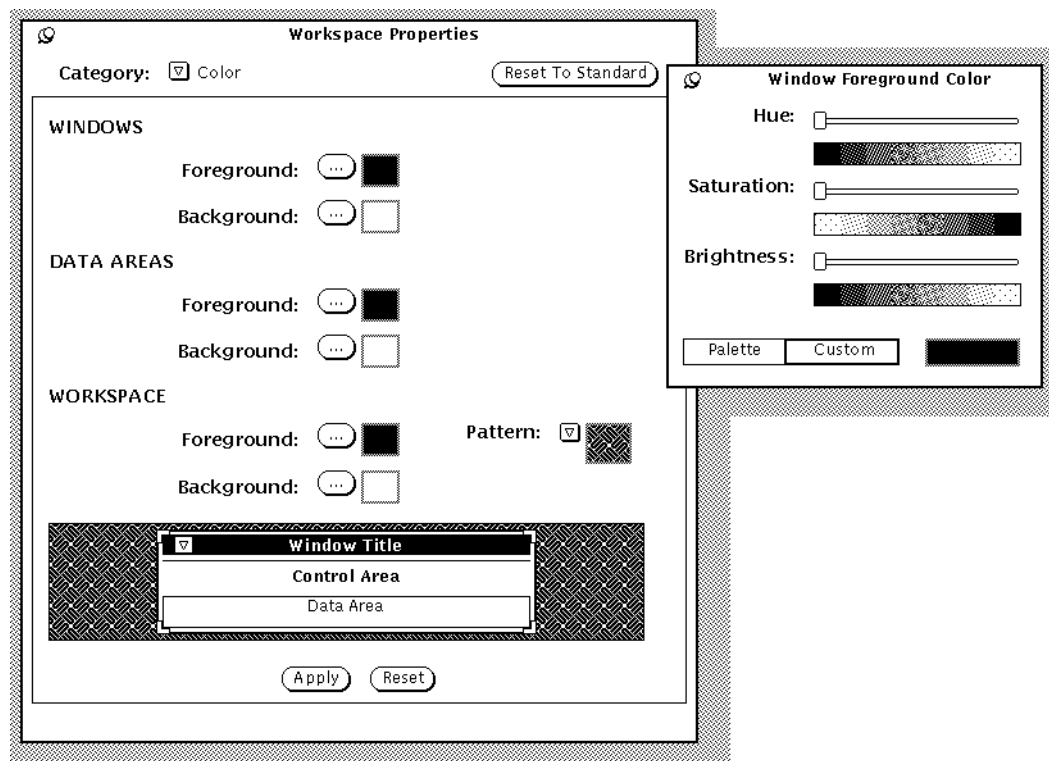 Workspace Properties
Category: Color
Reset To Standard
WINDOWS
Foreground: ...
Background: ...
DATA AREAS
Foreground: ...
Background: ...
WORKSPACE
Foreground: ...
Pattern:
Background: ...
Window Title
Control Area
Data Area
Apply Reset
Window Foreground Color
Hue:
Saturation:
Brightness:
Palette Custom